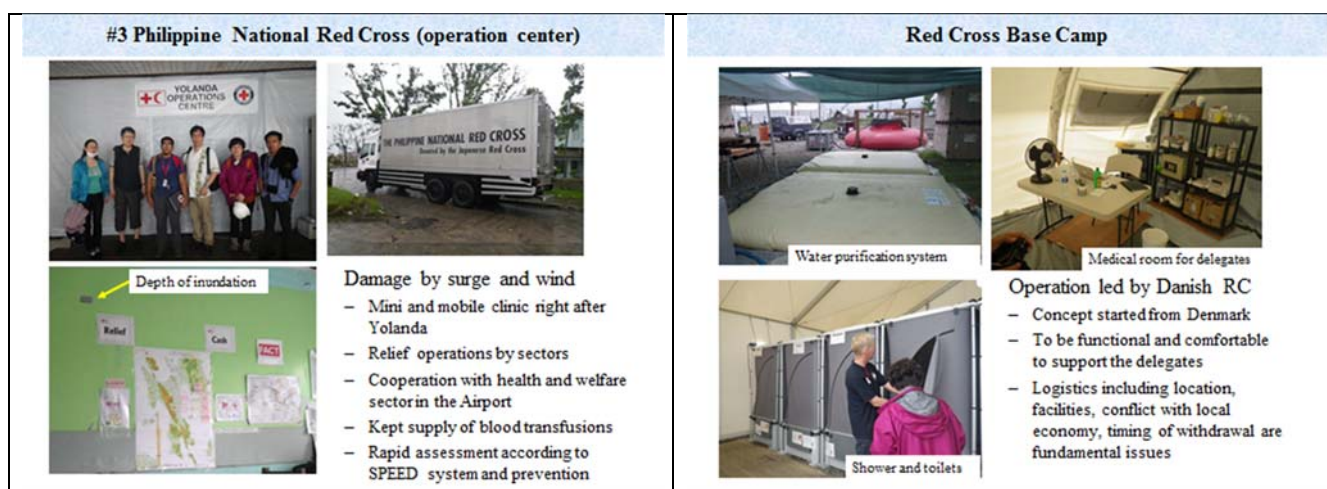 #3 Philippine National Red Cross (operation center)
YOLANDA
OPERATIONS
CENTRE
THE PHILIPPINE NATIONAL RED CROSS
Donated by the Japanese Red Cross
Depth of inundation
Relief
Cash
FACT
Damage by surge and wind
– Mini and mobile clinic right after
Yolanda
– Relief operations by sectors
– Cooperation with health and welfare
sector in the Airport
– Kept supply of blood transfusions
– Rapid assessment according to
SPEED system and prevention
Red Cross Base Camp
Water purification system
Medical room for delegates
Shower and toilets
Operation led by Danish RC
– Concept started from Denmark
– To be functional and comfortable
to support the delegates
– Logistics including location,
facilities, conflict with local
economy, timing of withdrawal are
fundamental issues